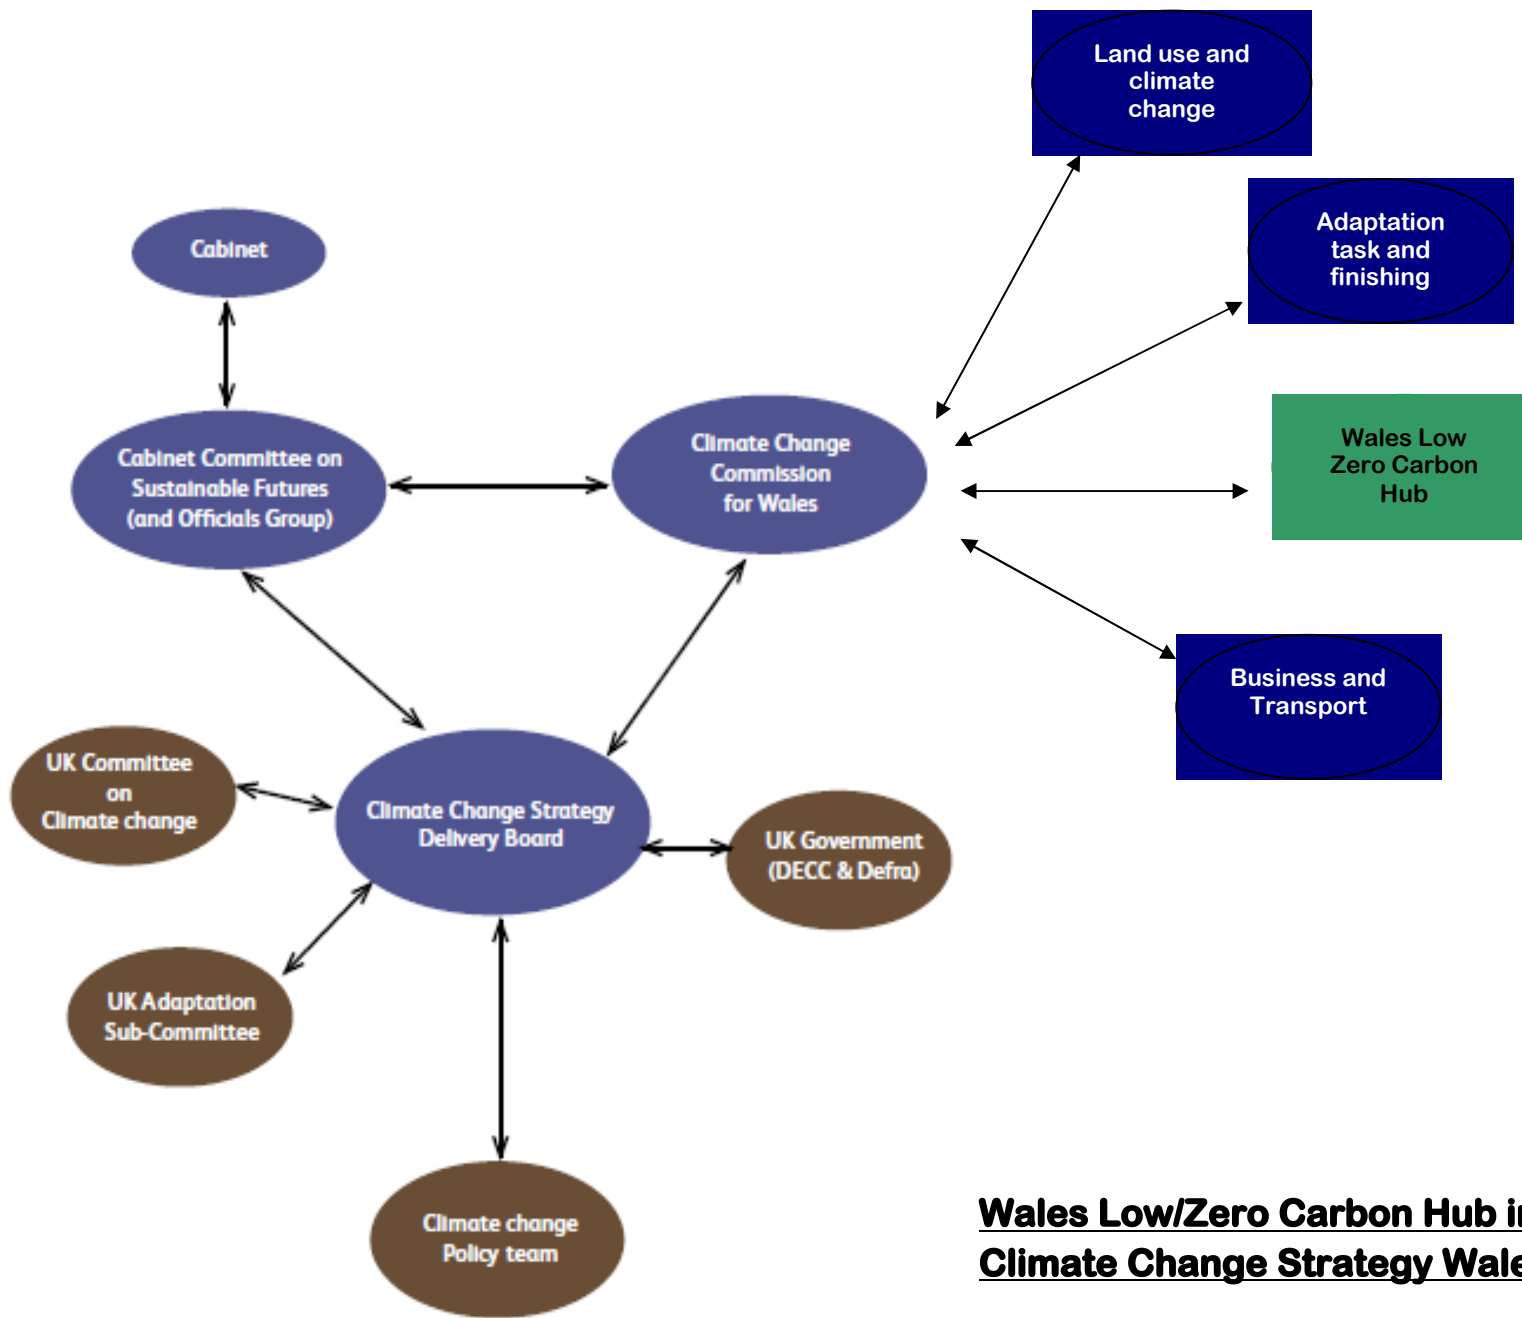 Land use and
climate
change
Adaptation
task and
finishing
Cabinet
Wales Low
Zero Carbon
Hub
Cabinet Committee on
Sustainable Futures
(and Officials Group)
Climate Change
Commission
for Wales
Business and
Transport
UK Committee
on
Climate change
Climate Change Strategy
Delivery Board
UK Government
(DECC & Defra)
UK Adaptation
Sub-Committee
Climate change
Policy team
Wales Low/Zero Carbon Hub in
Climate Change Strategy Wale